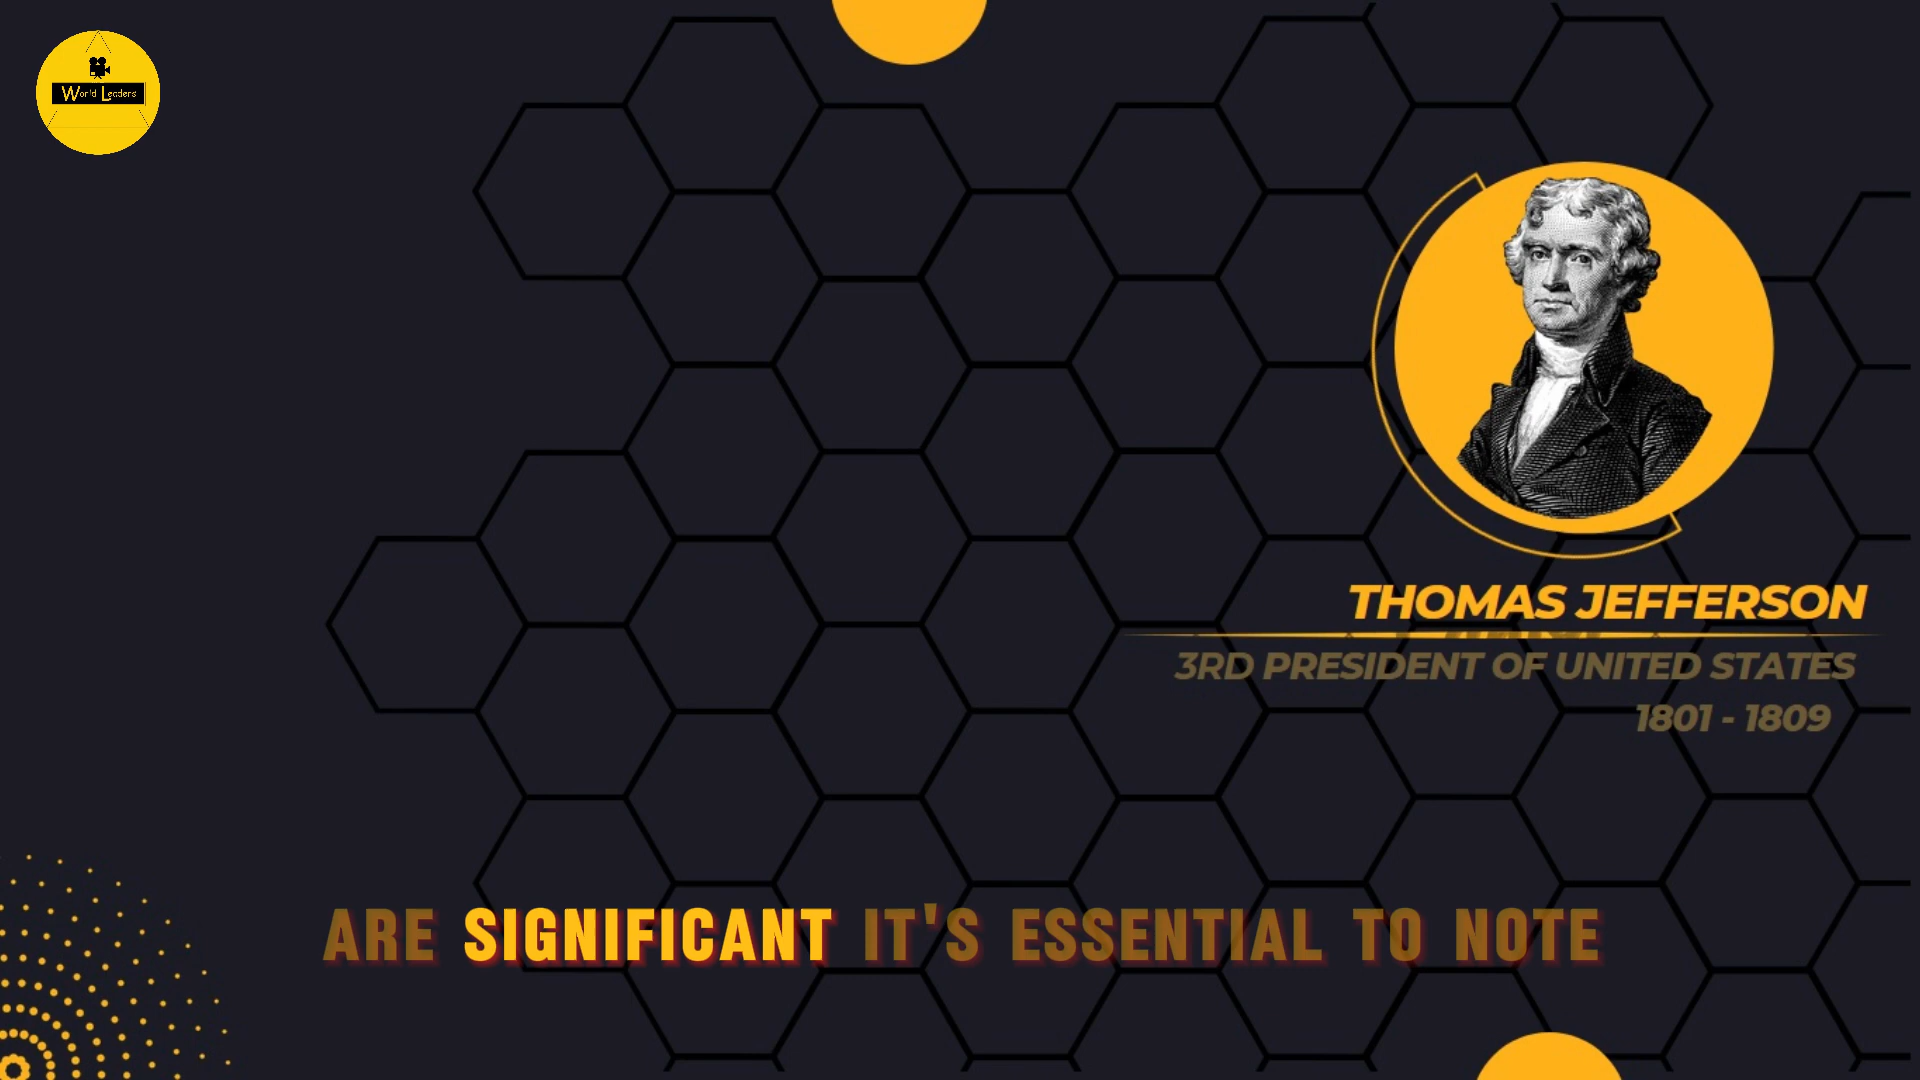 World Leaders
THOMAS JEFFERSON
3RD PRESIDENT OF UNITED STATES
1801 - 1809
ARE SIGNIFICANT IT'S ESSENTIAL TO NOTE